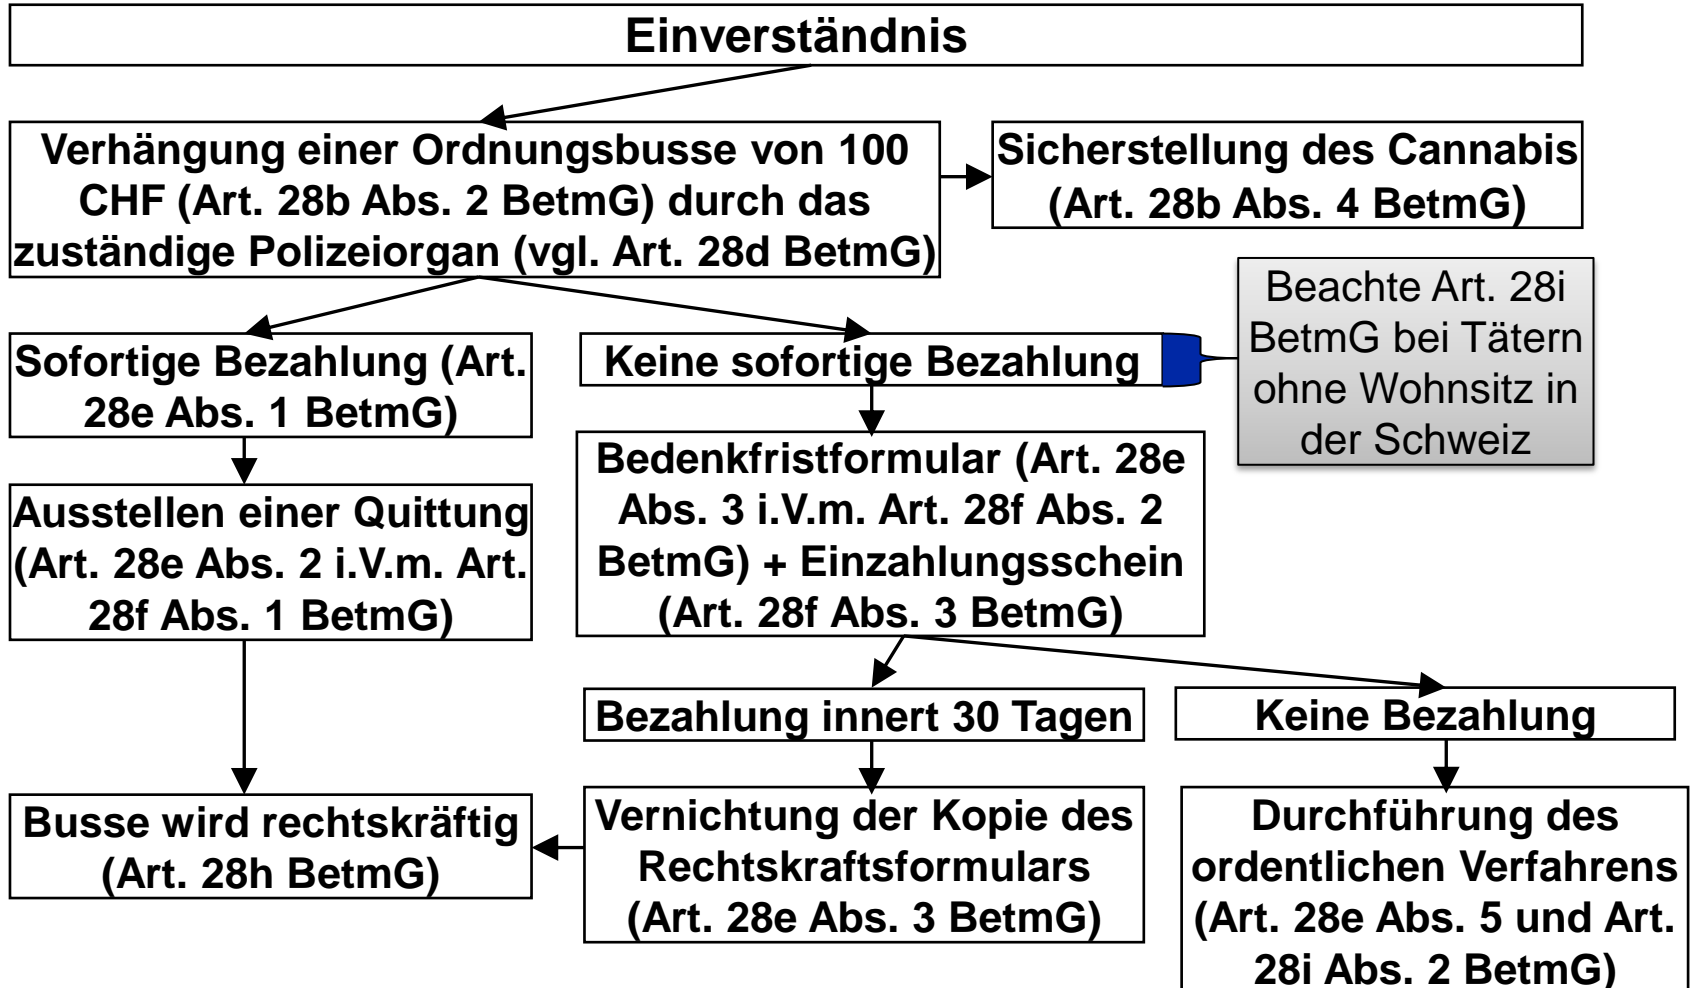 Einverständnis
Verhängung einer Ordnungsbusse von 100
CHF (Art. 28b Abs. 2 BetmG) durch das
zuständige Polizeiorgan (vgl. Art. 28d BetmG)
Sicherstellung des Cannabis
(Art. 28b Abs. 4 BetmG)
Beachte Art. 28i
BetmG bei Tätern
ohne Wohnsitz in
der Schweiz
Sofortige Bezahlung (Art.
28e Abs. 1 BetmG)
Keine sofortige Bezahlung
Ausstellen einer Quittung
(Art. 28e Abs. 2 i.V.m. Art.
28f Abs. 1 BetmG)
Bedenkfristformular (Art. 28e
Abs. 3 i.V.m. Art. 28f Abs. 2
BetmG) + Einzahlungsschein
(Art. 28f Abs. 3 BetmG)
Bezahlung innert 30 Tagen
Keine Bezahlung
Busse wird rechtskräftig
(Art. 28h BetmG)
Vernichtung der Kopie des
Rechtskraftsformulars
(Art. 28e Abs. 3 BetmG)
Durchführung des
ordentlichen Verfahrens
(Art. 28e Abs. 5 und Art.
28i Abs. 2 BetmG)